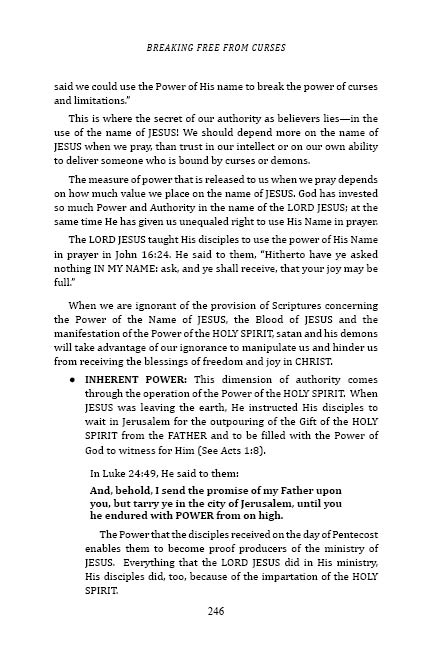 BREAKING FREE FROM CURSES
said we could use the Power of His name to break the power of curses
and limitations.”
This is where the secret of our authority as believers lies—in the
use of the name of JESUS! We should depend more on the name of
JESUS when we pray, than trust in our intellect or on our own ability
to deliver someone who is bound by curses or demons.
The measure of power that is released to us when we pray depends
on how much value we place on the name of JESUS. God has invested
so much Power and Authority in the name of the LORD JESUS; at the
same time He has given us unequaled right to use His Name in prayer.
The LORD JESUS taught His disciples to use the power of His Name
in prayer in John 16:24. He said to them, “Hitherto have ye asked
nothing IN MY NAME: ask, and ye shall receive, that your joy may be
full.”
When we are ignorant of the provision of Scriptures concerning
the Power of the Name of JESUS, the Blood of JESUS and the
manifestation of the Power of the HOLY SPIRIT, satan and his demons
will take advantage of our ignorance to manipulate us and hinder us
from receiving the blessings of freedom and joy in CHRIST.
● INHERENT POWER: This dimension of authority comes
through the operation of the Power of the HOLY SPIRIT. When
JESUS was leaving the earth, He instructed His disciples to
wait in Jerusalem for the outpouring of the Gift of the HOLY
SPIRIT from the FATHER and to be filled with the Power of
God to witness for Him (See Acts 1:8).
In Luke 24:49, He said to them:
And, behold, I send the promise of my Father upon
you, but tarry ye in the city of Jerusalem, until you
he endured with POWER from on high.
The Power that the disciples received on the day of Pentecost
enables them to become proof producers of the ministry of
JESUS. Everything that the LORD JESUS did in His ministry,
His disciples did, too, because of the impartation of the HOLY
SPIRIT.
246